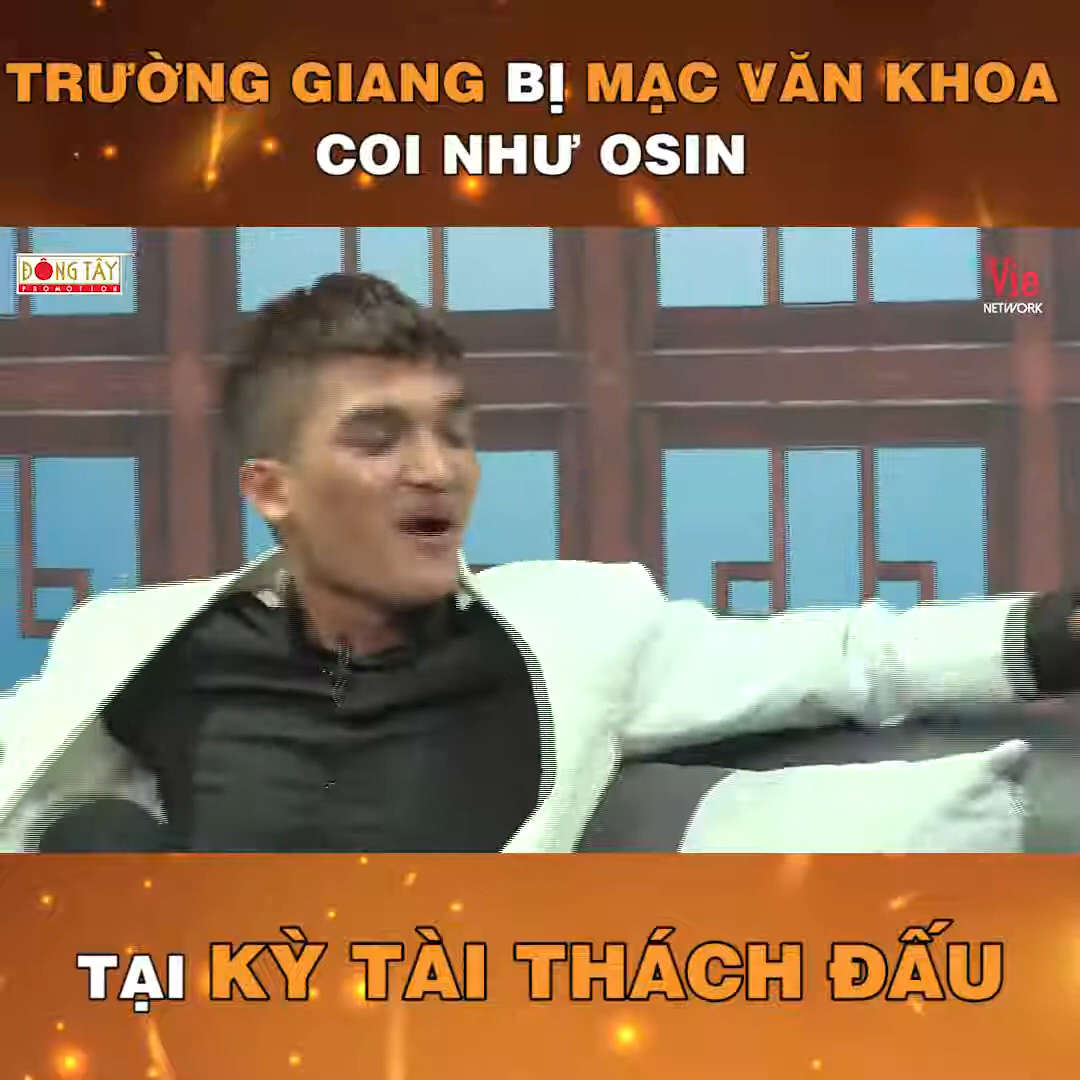 TRƯỜNG GIANG BỊ MẠC VĂN KHOA
COI NHƯ OSIN
ĐÔNG TÂY
PROMOTION
Vie
NETWORK
TẠI KỲ TÀI THÁCH ĐẤU